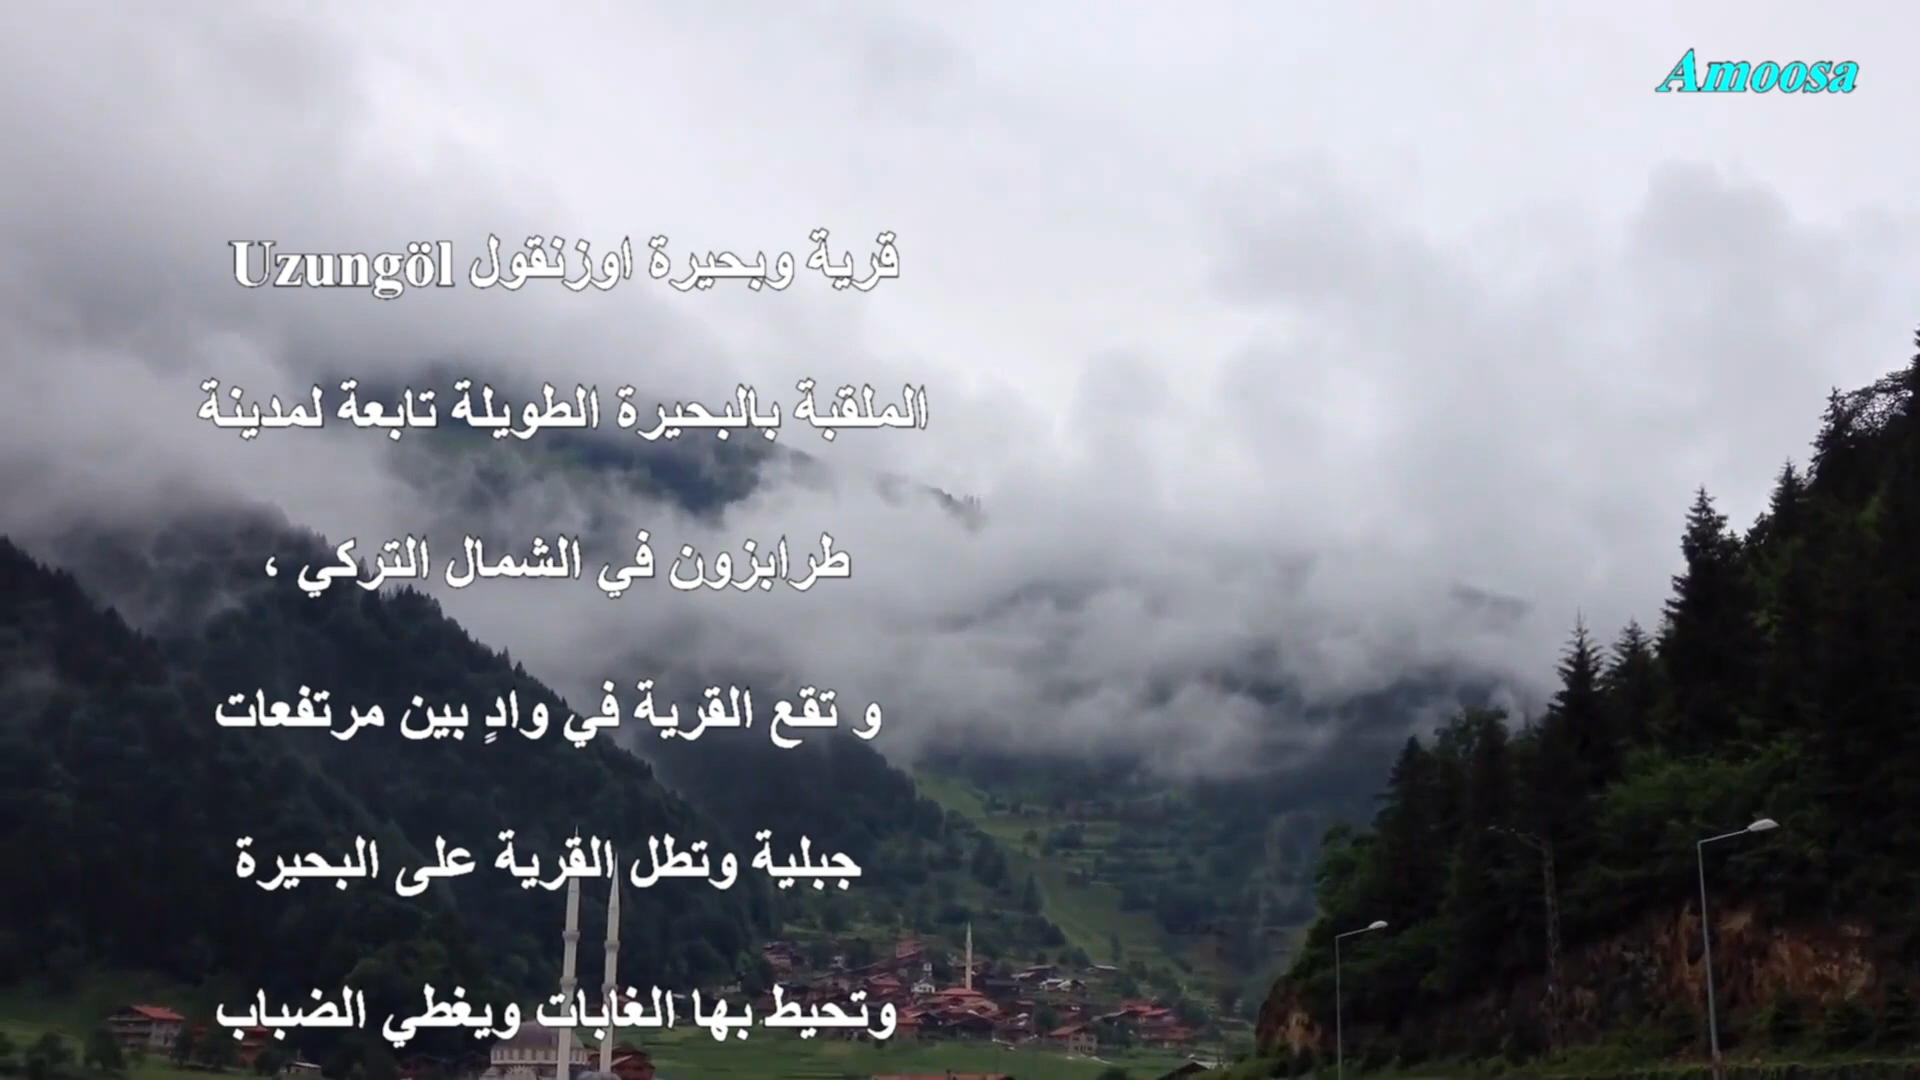 Amoosa
قرية وبحيرة اوزنقول Uzungöl
الملقبة بالبحيرة الطويلة تابعة لمدينة
طرابزون في الشمال التركي ،
و تقع القرية في وادٍ بين مرتفعات
جبلية وتطل القرية على البحيرة
وتحيط بها الغابات ويغطي الضباب